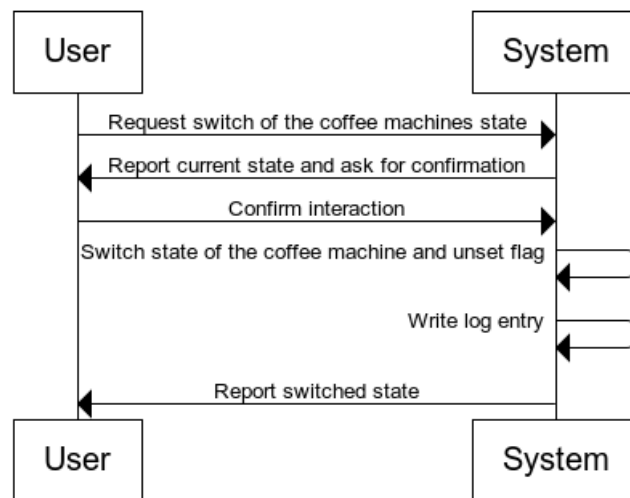 User
System
Request switch of the coffee machines state
Report current state and ask for confirmation
Confirm interaction
Switch state of the coffee machine and unset flag
Write log entry
Report switched state
User
System